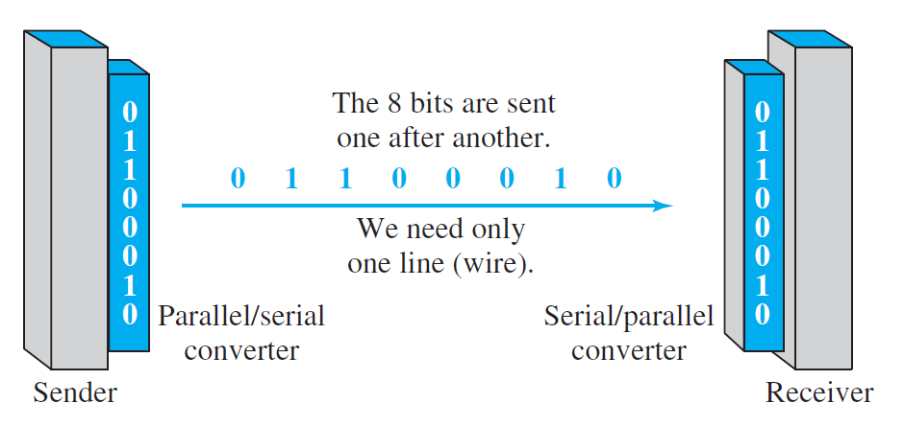 The 8 bits are sent
one after another.
0 1 1 0 0 0 1 0
We need only
one line (wire).
0
1
1
0
0
0
1
0
Parallel/serial
converter
Sender
0
1
1
0
0
0
1
0
Serial/parallel
converter
Receiver